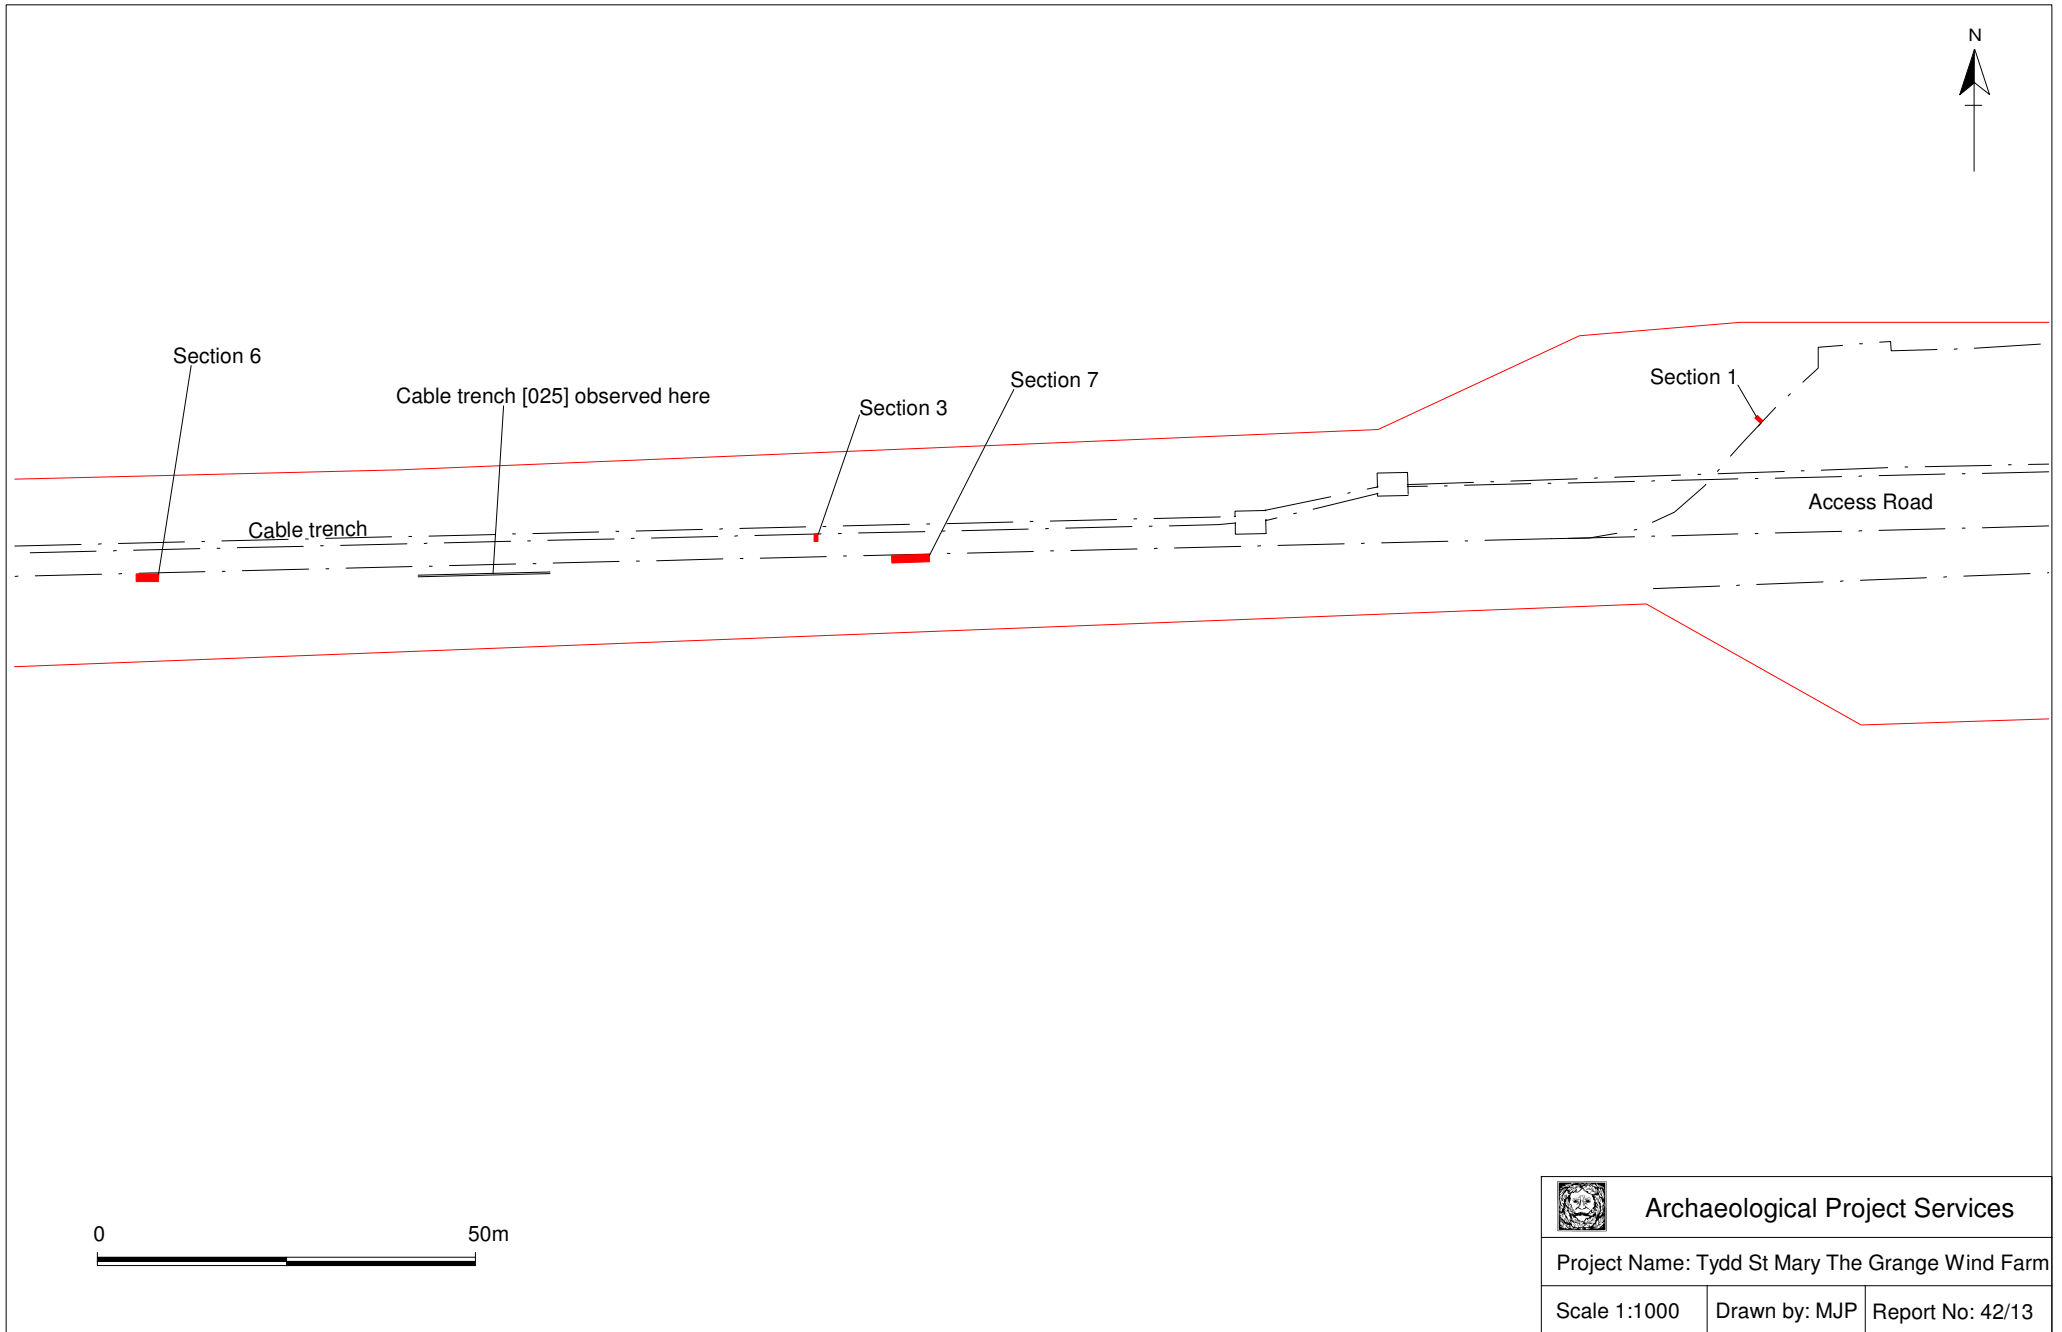 N
Section 6
Section 7
Section 1
Cable trench [025] observed here
Section 3
Access Road
Cable trench
0 50m
Archaeological Project Services
Project Name: Tydd St Mary The Grange Wind Farm
Scale 1:1000 Drawn by: MJP Report No: 42/13